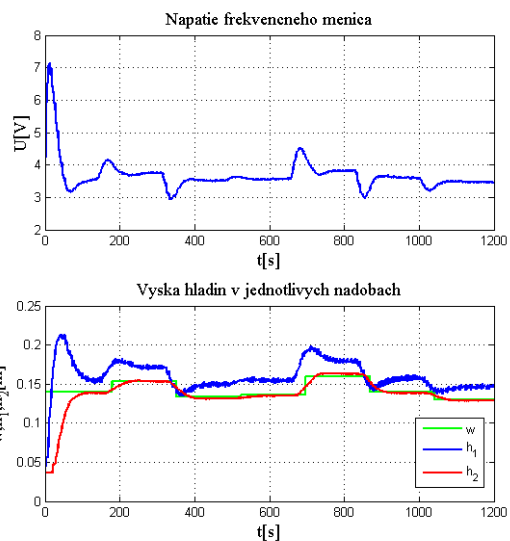 Napatie frekvencneho menica
8
7
6
5
4
3
2
U[V]
0 200 400 600 800 1000 1200
t[s]
Vyska hladin v jednotlivych nadobach
0.25
0.2
0.15
0.1
0.05
0
w
h₁
h₂
0 200 400 600 800 1000 1200
t[s]